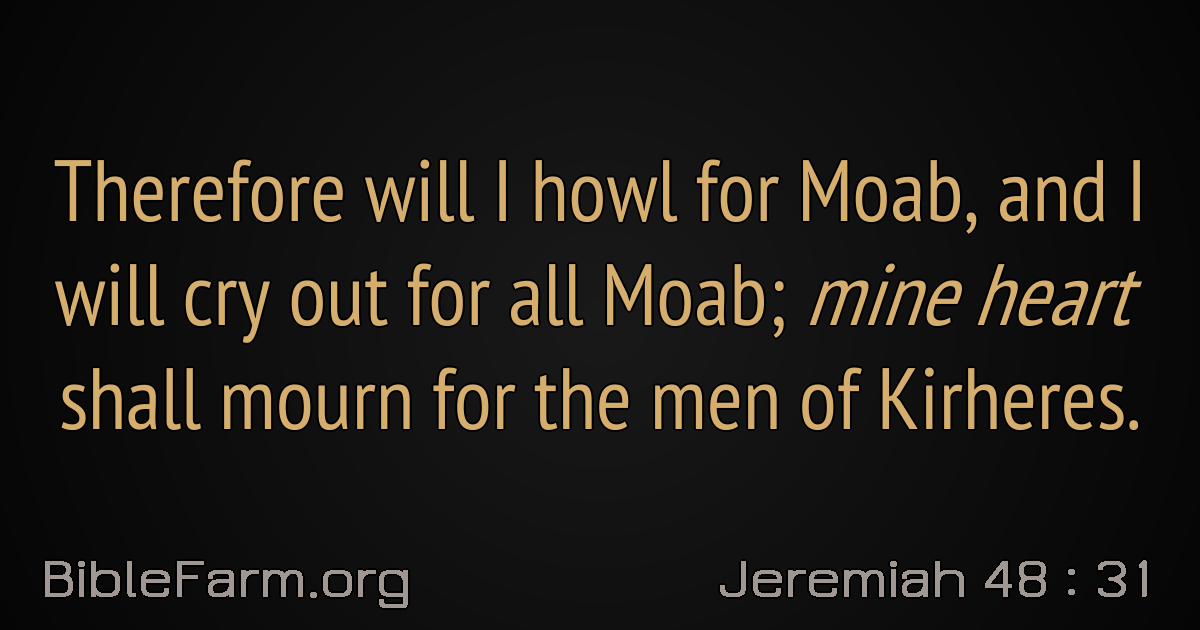 Therefore will I howl for Moab, and I
will cry out for all Moab; mine heart
shall mourn for the men of Kirheres.
BibleFarm.org
Jeremiah 48 : 31